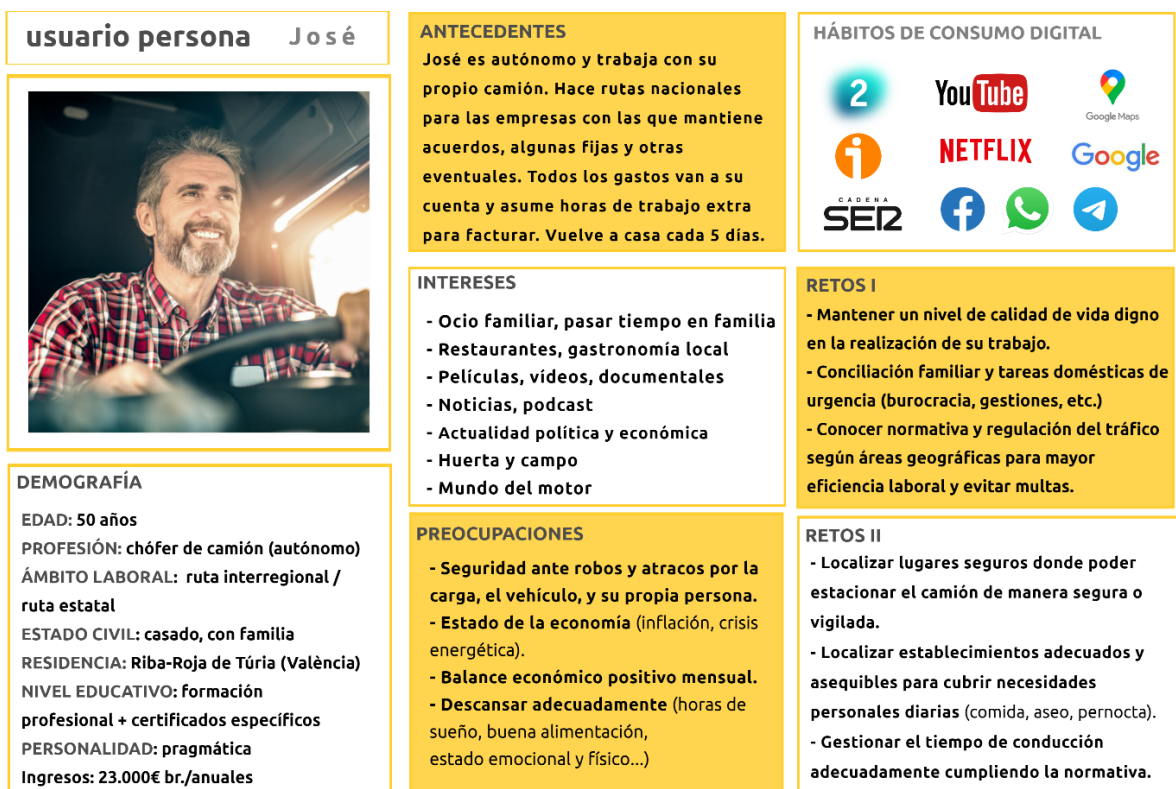 usuario persona José
DEMOGRAFÍA
EDAD: 50 años
PROFESIÓN: chófer de camión (autónomo)
ÁMBITO LABORAL: ruta interregional /
ruta estatal
ESTADO CIVIL: casado, con familia
RESIDENCIA: Riba-Roja de Túria (València)
NIVEL EDUCATIVO: formación
profesional + certificados específicos
PERSONALIDAD: pragmática
Ingresos: 23.000€ br./anuales
ANTECEDENTES
José es autónomo y trabaja con su
propio camión. Hace rutas nacionales
para las empresas con las que mantiene
acuerdos, algunas fijas y otras
eventuales. Todos los gastos van a su
cuenta y asume horas de trabajo extra
para facturar. Vuelve a casa cada 5 días.
INTERESES
- Ocio familiar, pasar tiempo en familia
- Restaurantes, gastronomía local
- Películas, vídeos, documentales
- Noticias, podcast
- Actualidad política y económica
- Huerta y campo
- Mundo del motor
PREOCUPACIONES
- Seguridad ante robos y atracos por la
carga, el vehículo, y su propia persona.
- Estado de la economía (inflación, crisis
energética).
- Balance económico positivo mensual.
- Descansar adecuadamente (horas de
sueño, buena alimentación,
estado emocional y físico...)
HÁBITOS DE CONSUMO DIGITAL
2
YouTube
Google Maps
i
NETFLIX
Google
CADENA
SER
f
RETOS I
- Mantener un nivel de calidad de vida digno
en la realización de su trabajo.
- Conciliación familiar y tareas domésticas de
urgencia (burocracia, gestiones, etc.)
- Conocer normativa y regulación del tráfico
según áreas geográficas para mayor
eficiencia laboral y evitar multas.
RETOS II
- Localizar lugares seguros donde poder
estacionar el camión de manera segura o
vigilada.
- Localizar establecimientos adecuados y
asequibles para cubrir necesidades
personales diarias (comida, aseo, pernocta).
- Gestionar el tiempo de conducción
adecuadamente cumpliendo la normativa.